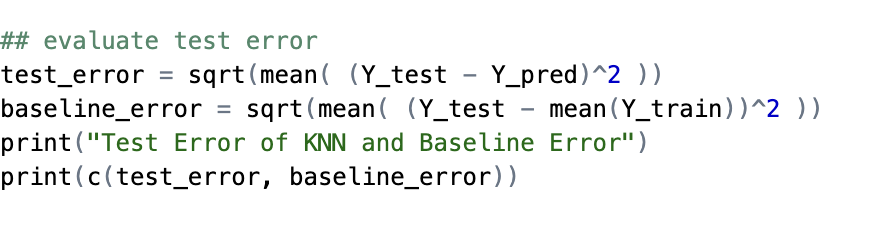 ## evaluate test error
test_error = sqrt(mean( (Y_test - Y_pred)^2 ))
baseline_error = sqrt(mean( (Y_test - mean(Y_train))^2 ))
print("Test Error of KNN and Baseline Error")
print(c(test_error, baseline_error))